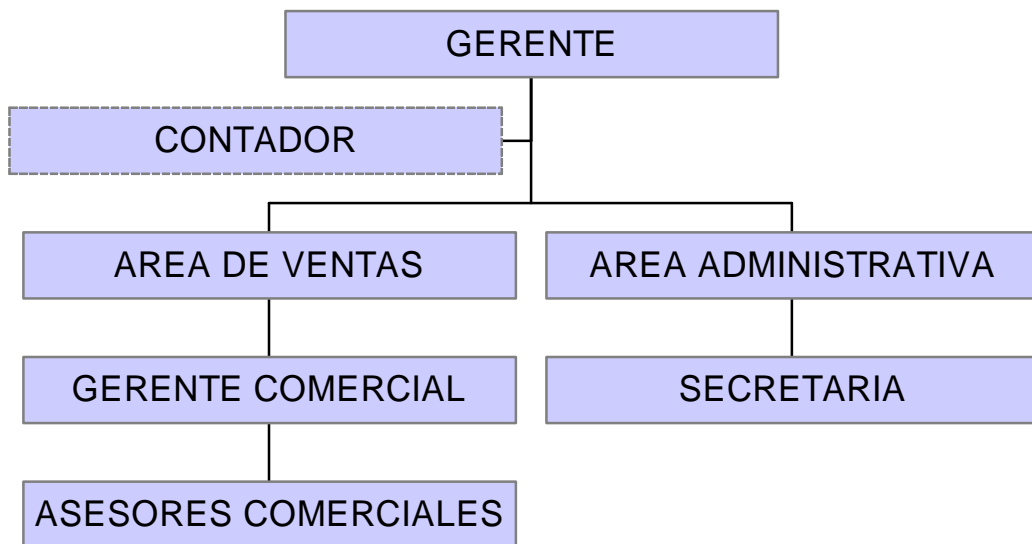 GERENTE
CONTADOR
AREA DE VENTAS
AREA ADMINISTRATIVA
GERENTE COMERCIAL
SECRETARIA
ASESORES COMERCIALES